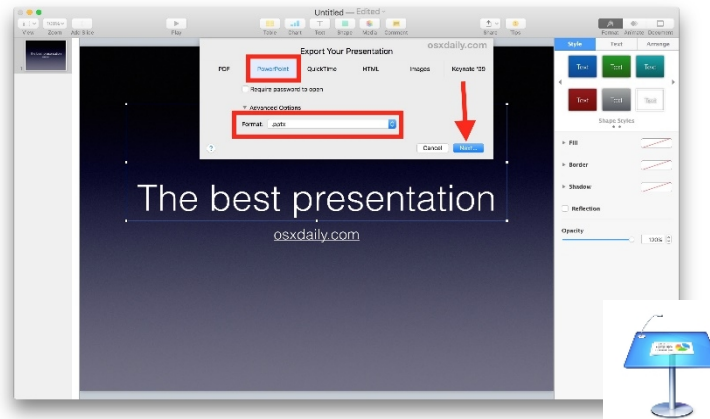 Untitled — Edited
View Zoom Add Slide Play Table Chart Text Shape Media Comment Share Tips Format Animate Document
Export Your Presentation
osxdaily.com
PDF PowerPoint QuickTime HTML Images Keynote '09
Require password to open
Advanced Options
Format: .pptx
? Cancel Next...
The best presentation
osxdaily.com
Style Text Arrange
Text Text Text
Text Text Text
Shape Styles
Fill
Border
Shadow
Reflection
Opacity
100%